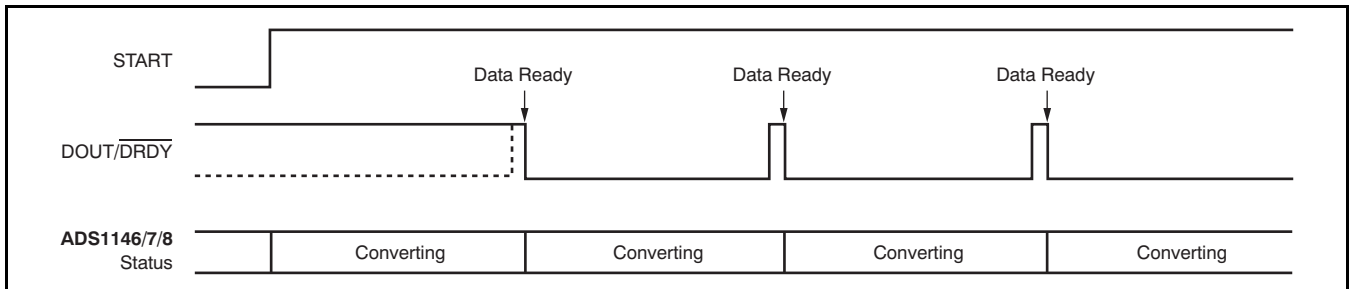 START
Data Ready Data Ready Data Ready
DOUT/DRDY
ADS1146/7/8
Status
Converting Converting Converting Converting